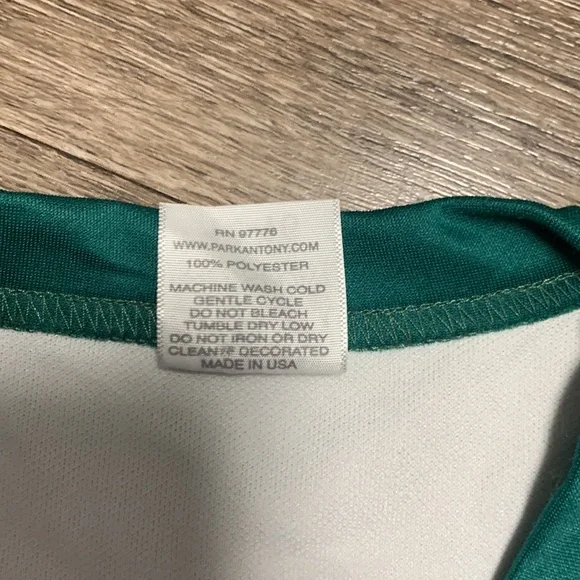 RN 97776
WWW.PARKANTONY.COM
100% POLYESTER
MACHINE WASH COLD
GENTLE CYCLE
DO NOT BLEACH
TUMBLE DRY LOW
DO NOT IRON OR DRY
CLEAN IF DECORATED
MADE IN USA